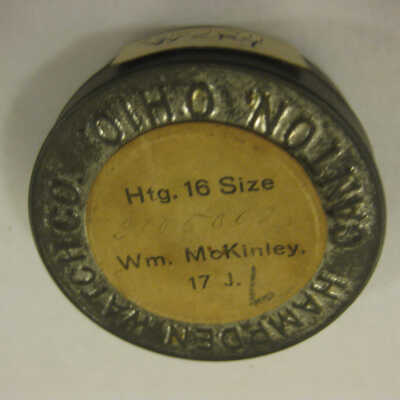 HAMPDEN WATCH CO. CANTON OHIO
Htg. 16 Size
Wm. McKinley.
17 J. L